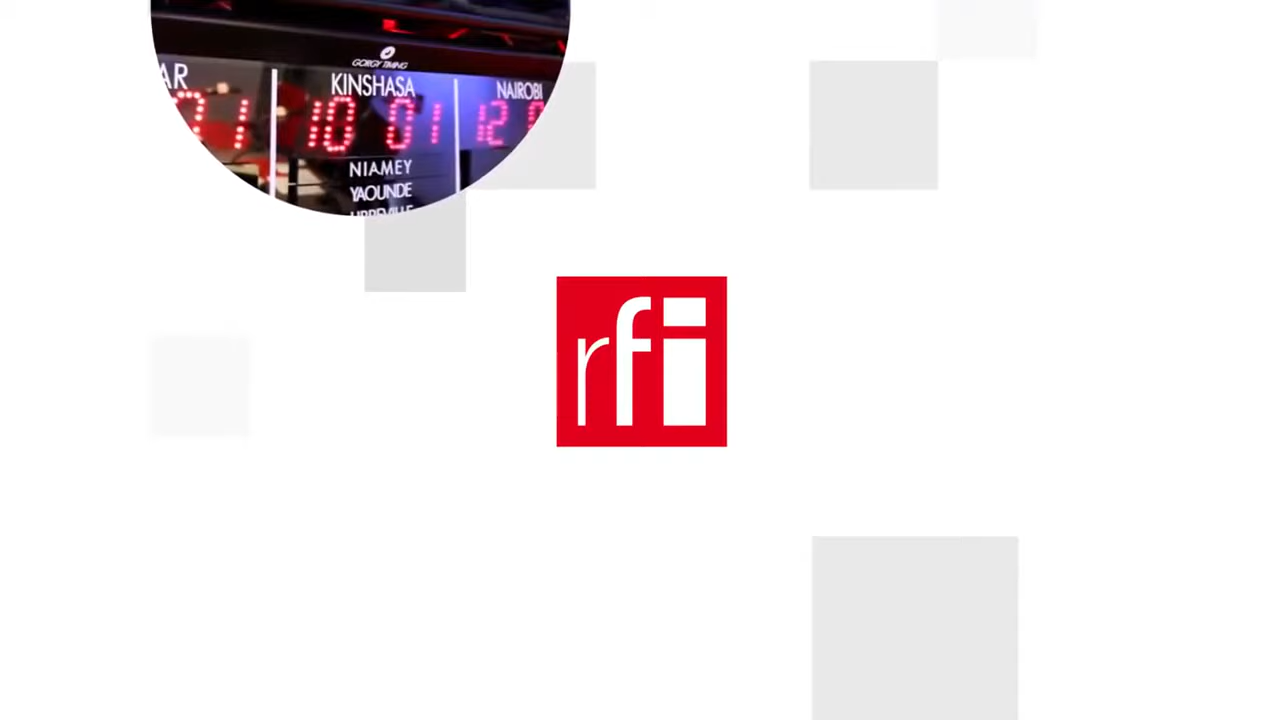 GORGY TIMING
KINSHASA
NAIROBI
10 01
NIAMEY
YAOUNDE
rfi